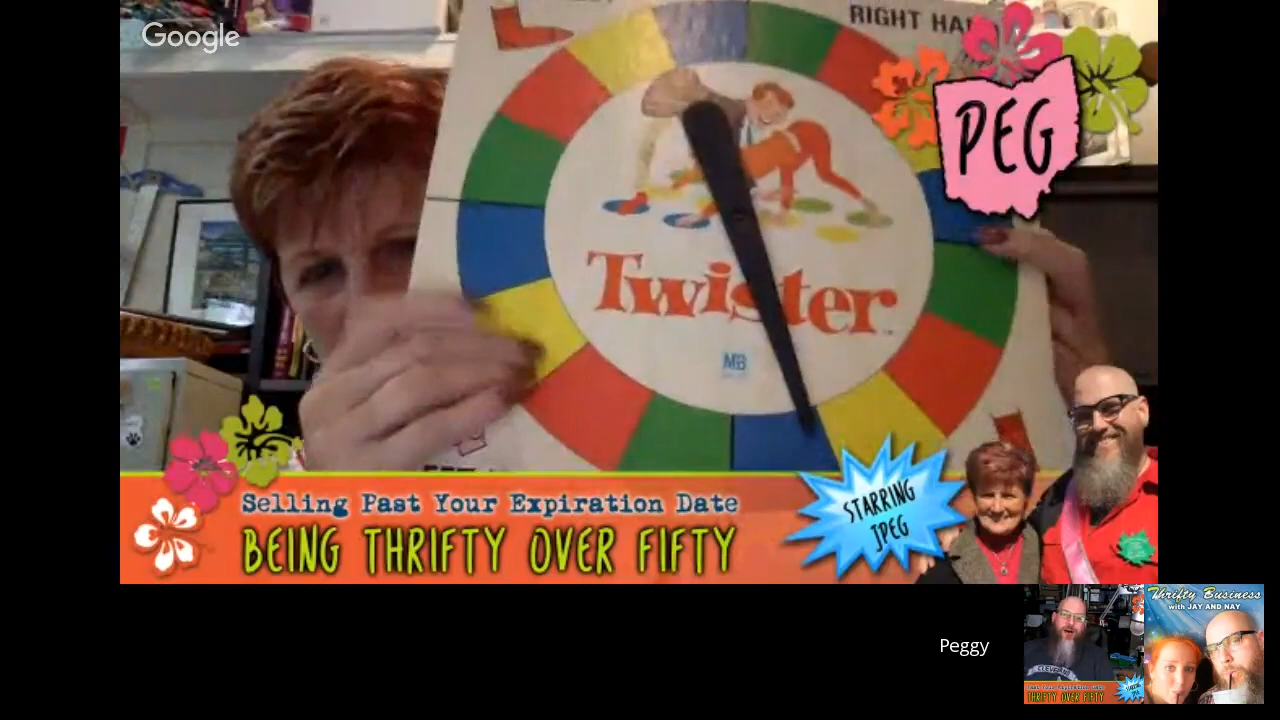 Google
RIGHT HA
PEG
Twister
MB
Selling Past Your Expiration Date
BEING THRIFTY OVER FIFTY
STARRING
JPEG
Peggy
Thrifty Business
with JAY AND NAY
THRIFTY OVER FIFTY